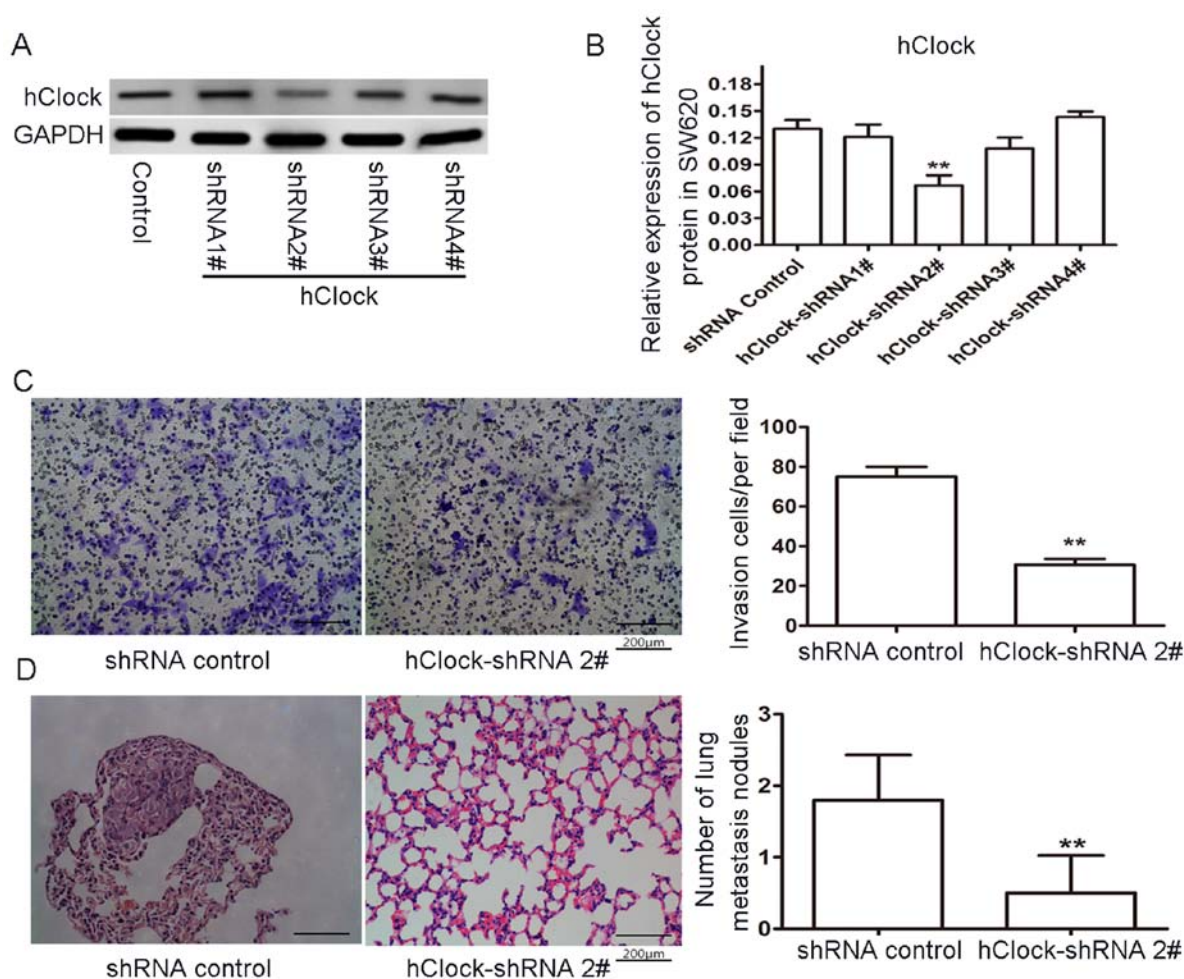 A
hClock
GAPDH
Control
shRNA1#
shRNA2#
shRNA3#
shRNA4#
hClock
B
hClock
Relative expression of hClock
protein in SW620
0.18
0.15
0.12
0.09
0.06
0.03
0.00
shRNA Control
hClock-shRNA1#
hClock-shRNA2#
hClock-shRNA3#
hClock-shRNA4#
**
C
shRNA control
hClock-shRNA 2#
200μm
Invasion cells/per field
100
80
60
40
20
0
**
shRNA control
hClock-shRNA 2#
D
shRNA control
hClock-shRNA 2#
200μm
Number of lung
metastasis nodules
3
2
1
0
**
shRNA control
hClock-shRNA 2#